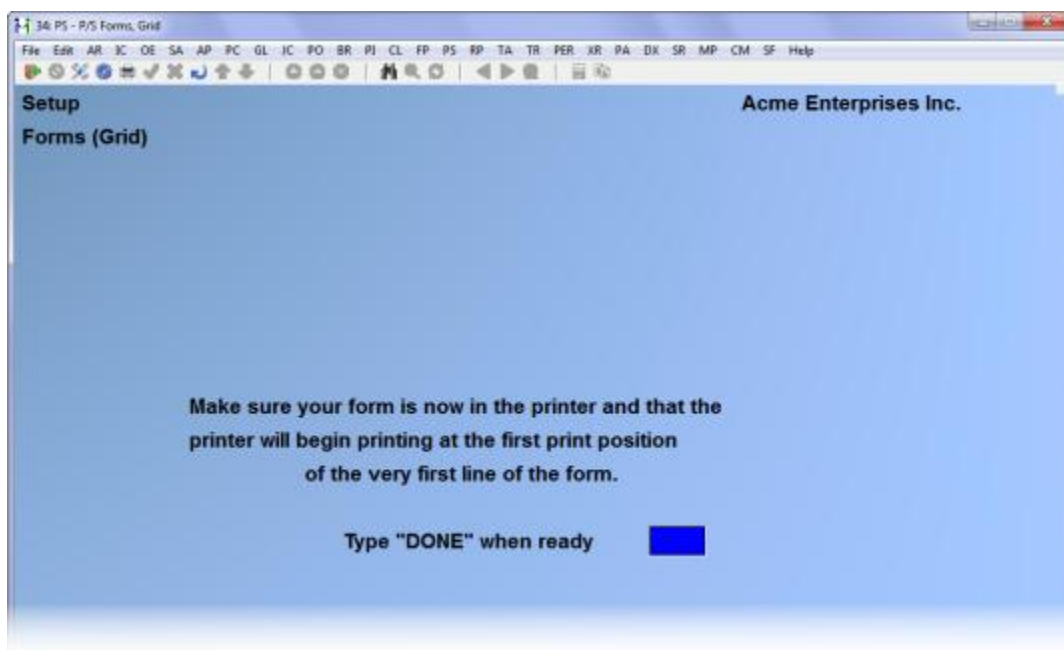 34: PS - P/S Forms, Grid
File Edit AR IC OE SA AP PC GL JC PO BR PJ CL FP PS RP TA TR PER XR PA DX SR MP CM SF Help
Setup
Acme Enterprises Inc.
Forms (Grid)
Make sure your form is now in the printer and that the
printer will begin printing at the first print position
of the very first line of the form.
Type "DONE" when ready